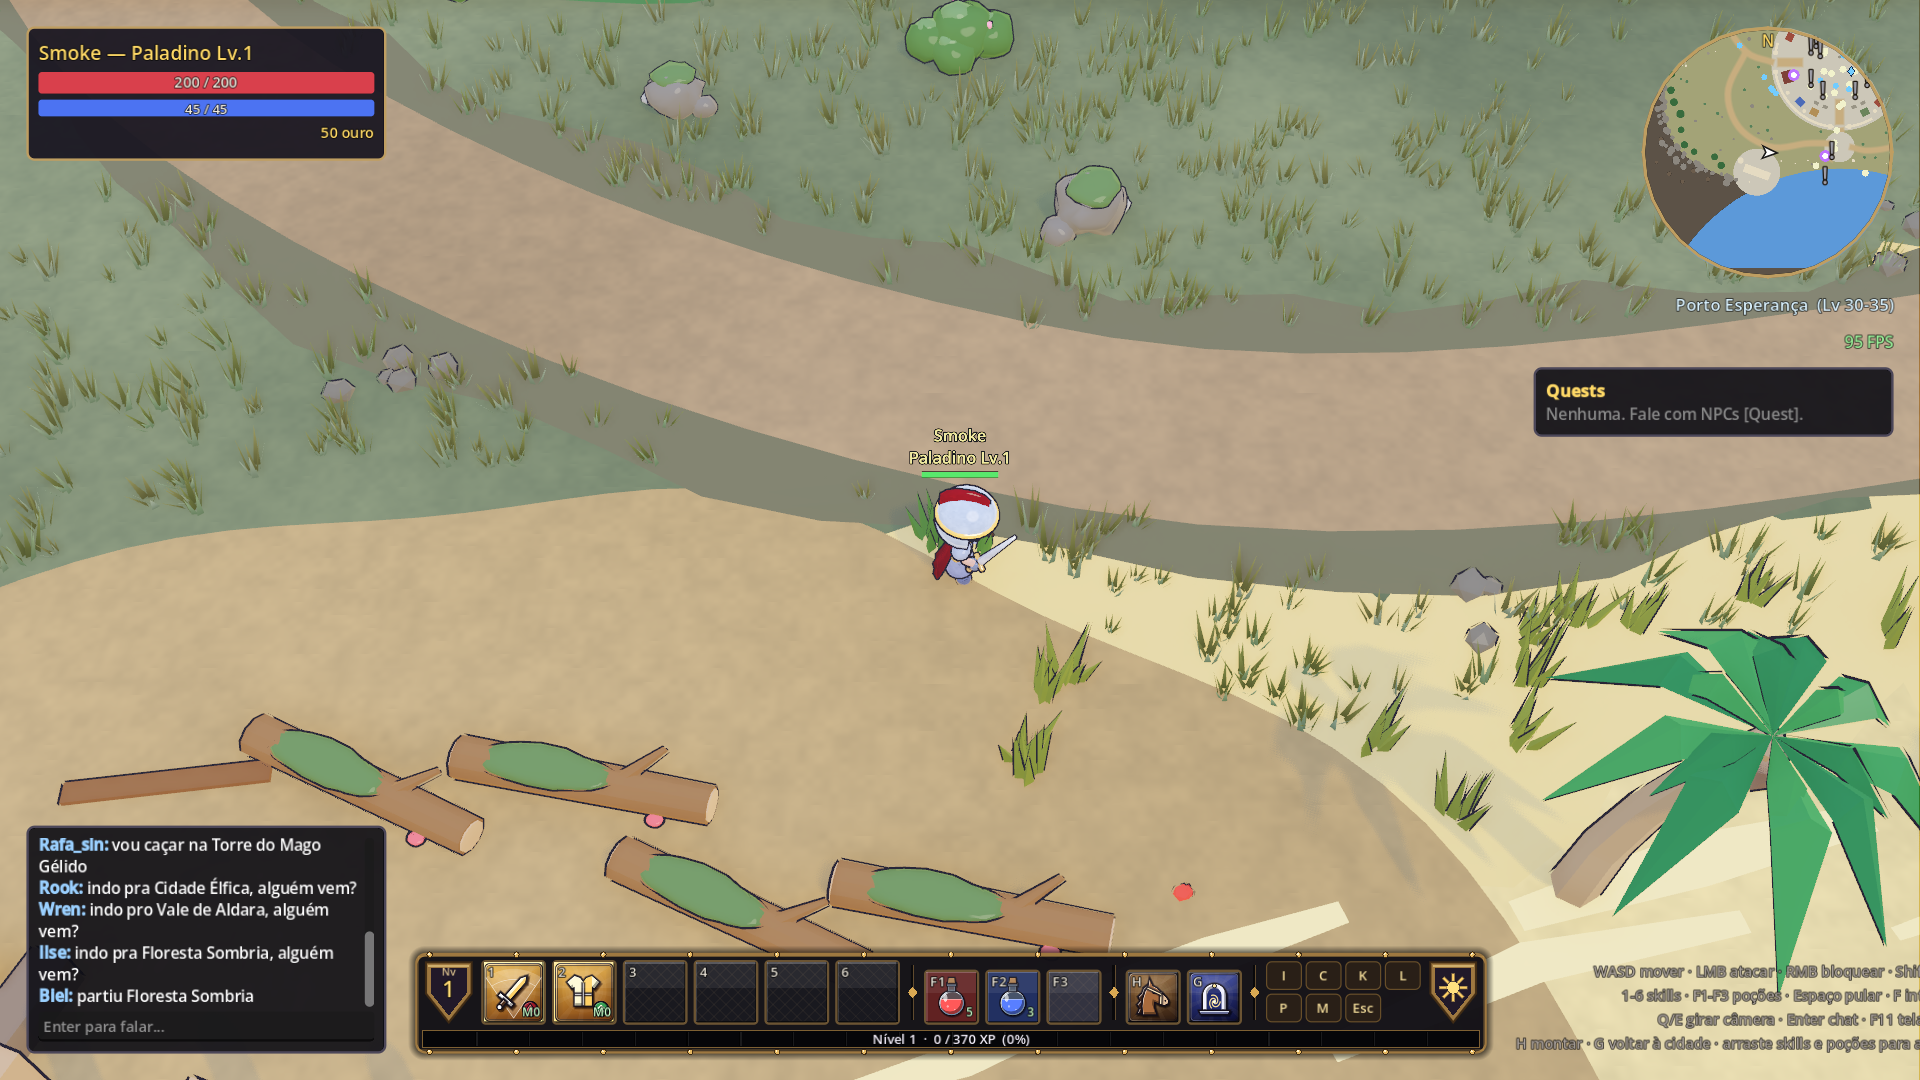 Smoke — Paladino Lv.1
200 / 200
45 / 45
50 ouro
N
Porto Esperança (Lv 30-35)
95 FPS
Quests
Nenhuma. Fale com NPCs [Quest].
Smoke
Paladino Lv.1
Rafa_sin: vou caçar na Torre do Mago
Gélido
Rook: indo pra Cidade Élfica, alguém vem?
Wren: indo pro Vale de Aldara, alguém
vem?
Ilse: indo pra Floresta Sombria, alguém
vem?
Biel: partiu Floresta Sombria
Enter para falar...
Nv
1
1 M0
2 M0
3
4
5
6
F1 5
F2 3
F3
H
G
I C K L
P M Esc
Nível 1 · 0 / 370 XP (0%)
WASD mover · LMB atacar · RMB bloquear · Shi
1-6 skills · F1-F3 poções · Espaço pular · F in
Q/E girar câmera · Enter chat · F11 tel
H montar · G voltar à cidade · arraste skills e poções para a